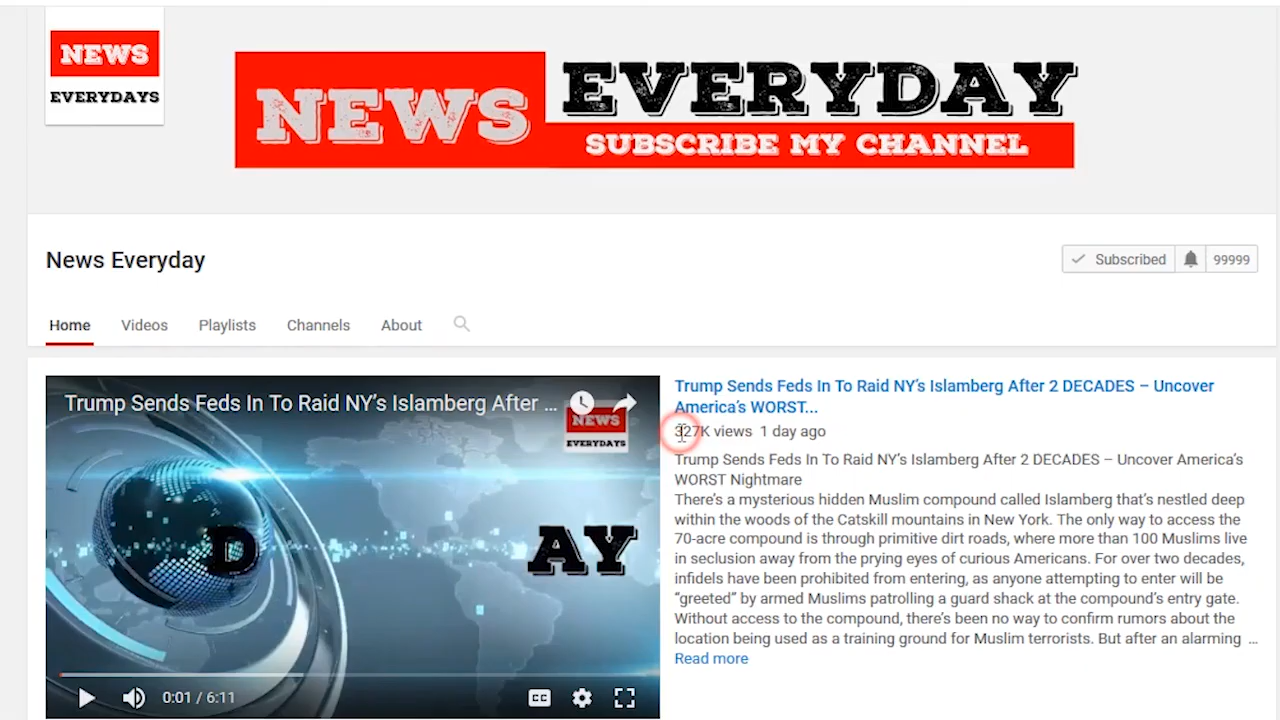 NEWS
EVERYDAYS
NEWS EVERYDAY
SUBSCRIBE MY CHANNEL
News Everyday
Subscribed 99999
Home Videos Playlists Channels About
Trump Sends Feds In To Raid NY's Islamberg After ...
NEWS
EVERYDAYS
D AY
0:01 / 6:11
CC
Trump Sends Feds In To Raid NY's Islamberg After 2 DECADES – Uncover
America's WORST...
327K views 1 day ago
Trump Sends Feds In To Raid NY's Islamberg After 2 DECADES – Uncover America's
WORST Nightmare
There's a mysterious hidden Muslim compound called Islamberg that's nestled deep
within the woods of the Catskill mountains in New York. The only way to access the
70-acre compound is through primitive dirt roads, where more than 100 Muslims live
in seclusion away from the prying eyes of curious Americans. For over two decades,
infidels have been prohibited from entering, as anyone attempting to enter will be
“greeted” by armed Muslims patrolling a guard shack at the compound's entry gate.
Without access to the compound, there's been no way to confirm rumors about the
location being used as a training ground for Muslim terrorists. But after an alarming ...
Read more